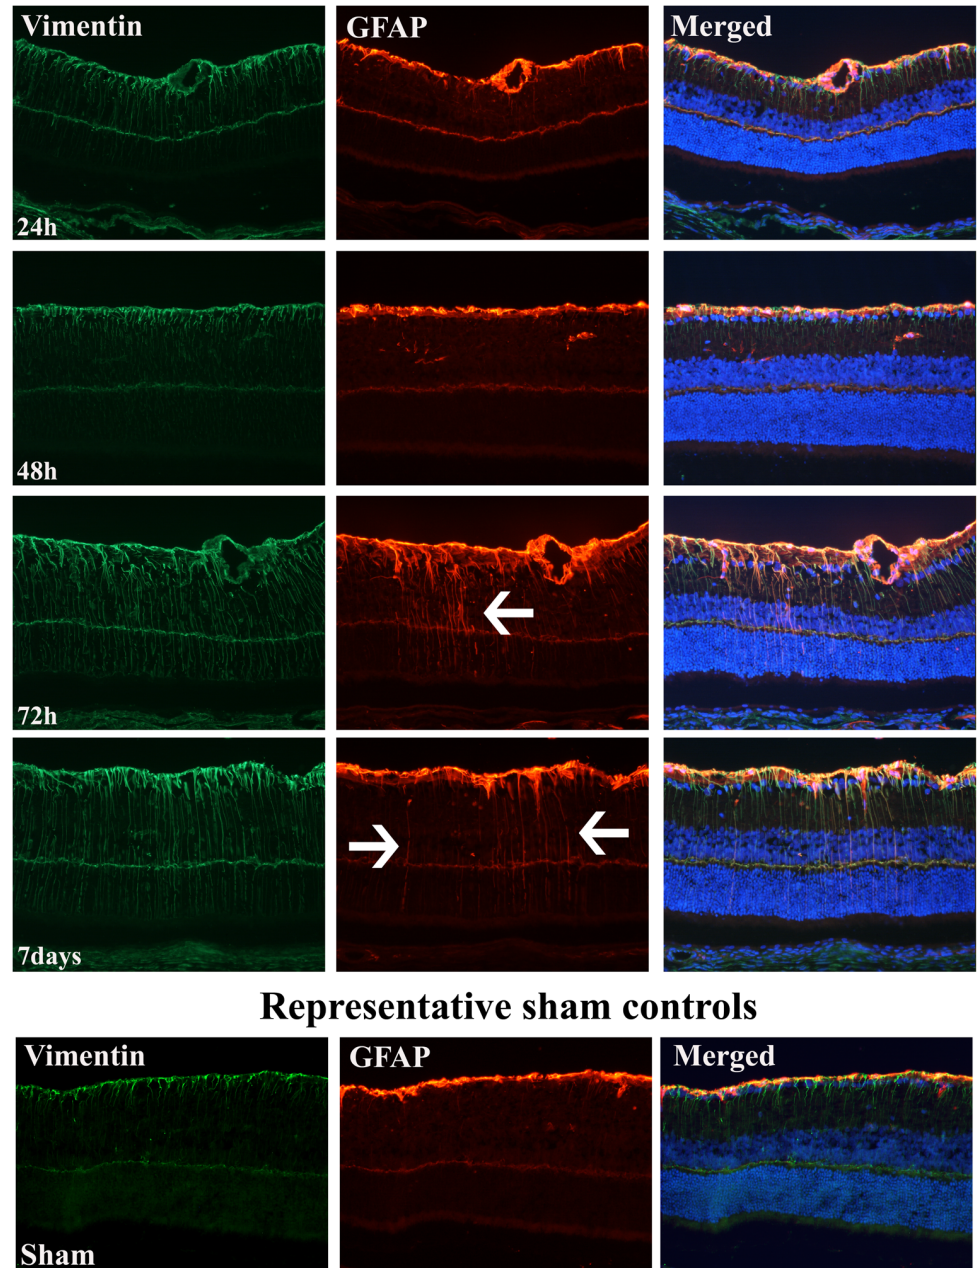 Vimentin GFAP Merged
24h
48h
72h
7days
Representative sham controls
Vimentin GFAP Merged
Sham